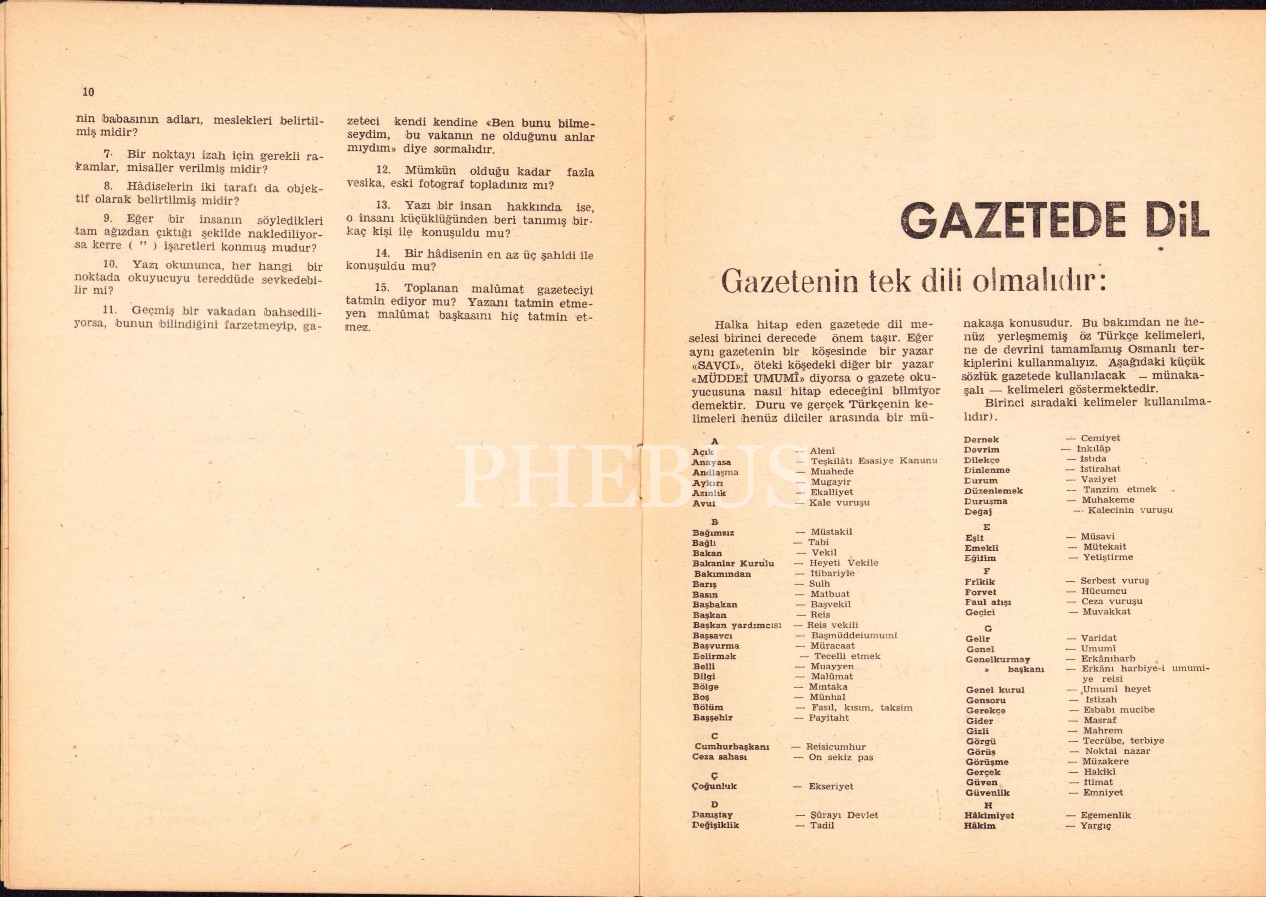 10
nin babasının adları, meslekleri belirtil-
miş midir?
7. Bir noktayı izah için gerekli ra-
kamlar, misaller verilmiş midir?
8. Hâdiselerin iki tarafı da objek-
tif olarak belirtilmiş midir?
9. Eğer bir insanın söyledikleri
tam ağızdan çıktığı şekilde naklediliyor-
sa kerre ( ” ) işaretleri konmuş mudur?
10. Yazı okununca, her hangi bir
noktada okuyucuyu tereddüde sevkedebi-
lir mi?
11. Geçmiş bir vakadan bahsedili-
yorsa, bunun bilindiğini farzetmeyip, ga-
zeteci kendi kendine «Ben bunu bilme-
seydim, bu vakanın ne olduğunu anlar
mıydım» diye sormalıdır.
12. Mümkün olduğu kadar fazla
vesika, eski fotograf topladınız mı?
13. Yazı bir insan hakkında ise,
o insanı küçüklüğünden beri tanımış bir-
kaç kişi ile konuşuldu mu?
14. Bir hâdisenin en az üç şahidi ile
konuşuldu mu?
15. Toplanan malûmat gazeteciyi
tatmin ediyor mu? Yazanı tatmin etme-
yen malûmat başkasını hiç tatmin et-
mez.
GAZETEDE DİL
Gazetenin tek dili olmalıdır:
Halka hitap eden gazetede dil me-
selesi birinci derecede önem taşır. Eğer
aynı gazetenin bir köşesinde bir yazar
«SAVCI», öteki köşedeki diğer bir yazar
«MÜDDEİ UMUMÎ» diyorsa o gazete oku-
yucusuna nasıl hitap edeceğini bilmiyor
demektir. Duru ve gerçek Türkçenin ke-
limeleri henüz dilciler arasında bir mü-
nakaşa konusudur. Bu bakımdan ne he-
nüz yerleşmemiş öz Türkçe kelimeleri,
ne de devrini tamamlamış Osmanlı ter-
kiplerini kullanmalıyız. Aşağıdaki küçük
sözlük gazetede kullanılacak — münaka-
şalı — kelimeleri göstermektedir.
Birinci sıradaki kelimeler kullanılma-
lıdır).
A
Açık — Alenî
Anayasa — Teşkilâtı Esasiye Kanunu
Andlaşma — Muahede
Aykırı — Mugayir
Azınlık — Ekalliyet
Avut — Kale vuruşu
B
Bağımsız — Müstakil
Bağlı — Tabi
Bakan — Vekil
Bakanlar Kurulu — Heyeti Vekile
Bakımından — İtibariyle
Barış — Sulh
Basın — Matbuat
Başbakan — Başvekil
Başkan — Reis
Başkan yardımcısı — Reis vekili
Başsavcı — Başmüddeiumumî
Başvurma — Müracaat
Belirmek — Tecelli etmek
Belli — Muayyen
Bilgi — Malûmat
Bölge — Mıntaka
Boş — Münhal
Bölüm — Fasıl, kısım, taksim
Başşehir — Payitaht
C
Cumhurbaşkanı — Reisicumhur
Ceza sahası — On sekiz pas
Ç
Çoğunluk — Ekseriyet
D
Danıştay — Şûrayı Devlet
Değişiklik — Tadil
Dernek — Cemiyet
Devrim — İnkılâp
Dilekçe — İstida
Dinlenme — İstirahat
Durum — Vaziyet
Düzenlemek — Tanzim etmek
Duruşma — Muhakeme
Değaj — Kalecinin vuruşu
E
Eşit — Müsavi
Emekli — Mütekait
Eğitim — Yetiştirme
F
Frikik — Serbest vuruş
Forvet — Hücumcu
Faul atışı — Ceza vuruşu
Geçici — Muvakkat
G
Gelir — Varidat
Genel — Umumî
Genelkurmay — Erkânıharb
» başkanı — Erkânı harbiye-i umumi-
ye reisi
Genel kurul — Umumî heyet
Gensoru — İstizah
Gerekçe — Esbabı mucibe
Gider — Masraf
Gizli — Mahrem
Görgü — Tecrübe, terbiye
Görüş — Noktai nazar
Görüşme — Müzakere
Gerçek — Hakikî
Güven — İtimat
Güvenlik — Emniyet
H
Hâkimiyet — Egemenlik
Hâkim — Yargıç
PHEBUS